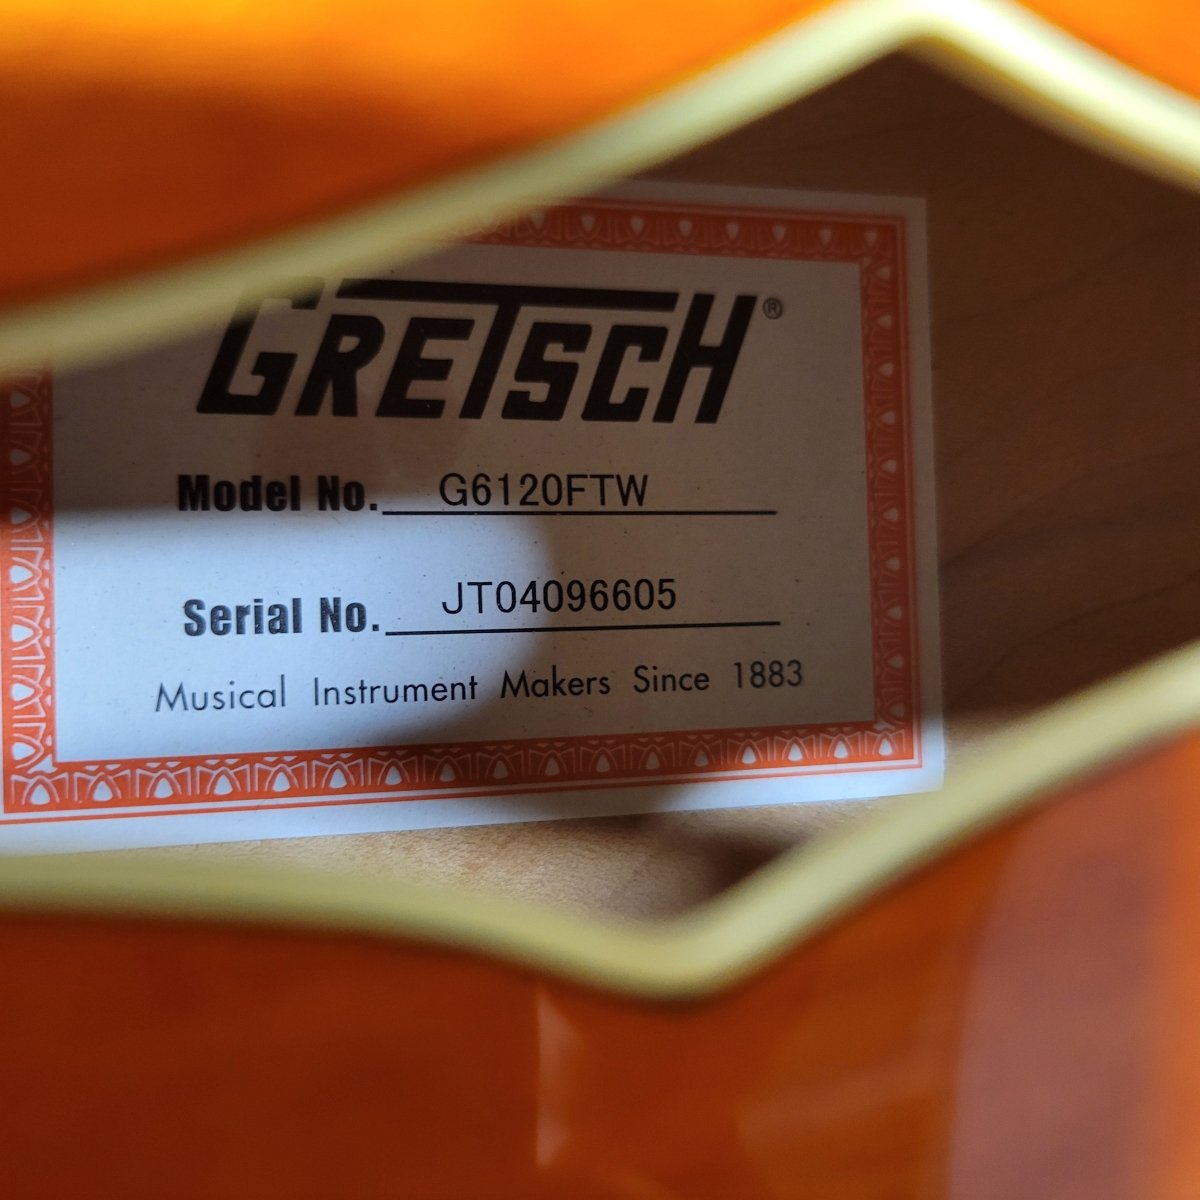 GRETSCH®
Model No. G6120FTW
Serial No. JT04096605
Musical Instrument Makers Since 1883